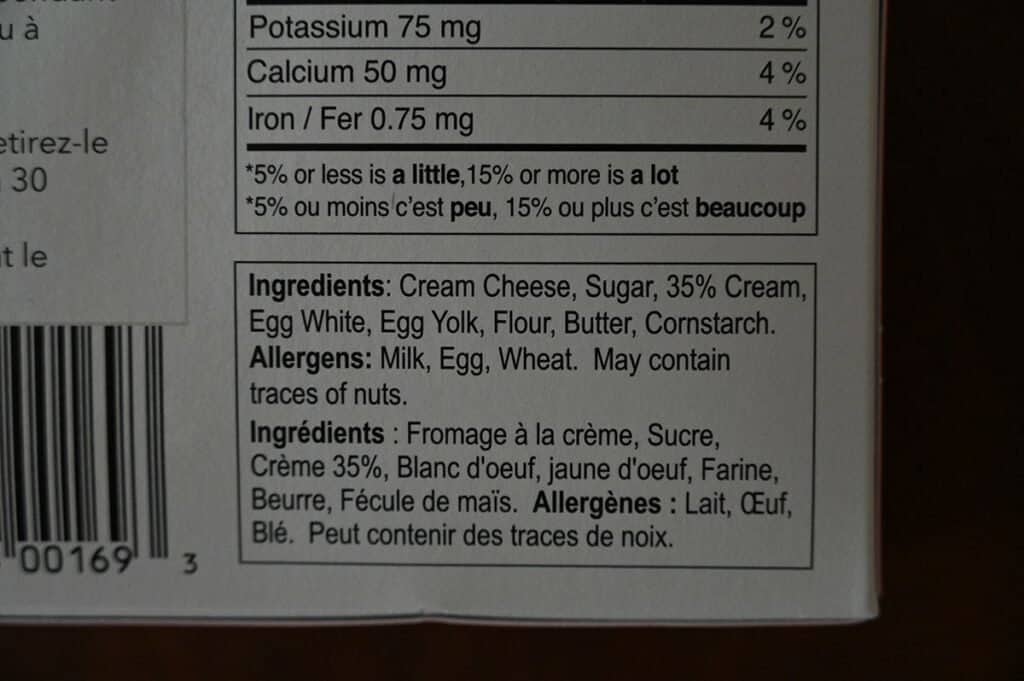 u à
etirez-le
30
t le
Potassium 75 mg 2 %
Calcium 50 mg 4 %
Iron / Fer 0.75 mg 4 %
*5% or less is a little,15% or more is a lot
*5% ou moins c'est peu, 15% ou plus c'est beaucoup
Ingredients: Cream Cheese, Sugar, 35% Cream,
Egg White, Egg Yolk, Flour, Butter, Cornstarch.
Allergens: Milk, Egg, Wheat. May contain
traces of nuts.
Ingrédients : Fromage à la crème, Sucre,
Crème 35%, Blanc d'oeuf, jaune d'oeuf, Farine,
Beurre, Fécule de maïs. Allergènes : Lait, Œuf,
Blé. Peut contenir des traces de noix.
00169 3